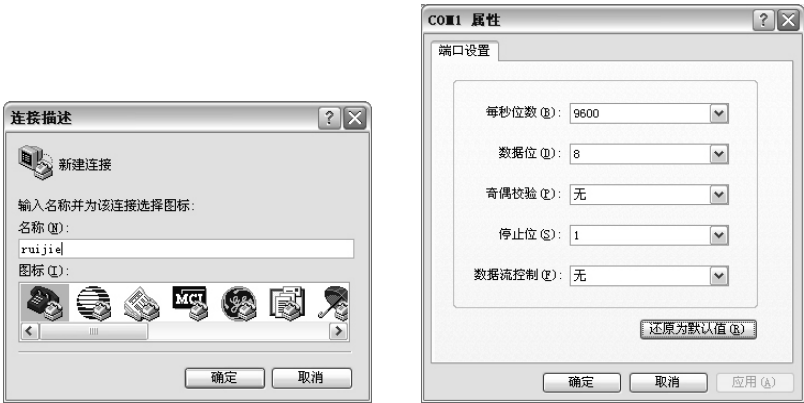 连接描述
新建连接
输入名称并为该连接选择图标:
名称(N):
ruijie
图标(I):
MCI
确定 取消
COM1 属性
端口设置
每秒位数(B): 9600
数据位(D): 8
奇偶校验(P): 无
停止位(S): 1
数据流控制(F): 无
还原为默认值(R)
确定 取消 应用(A)